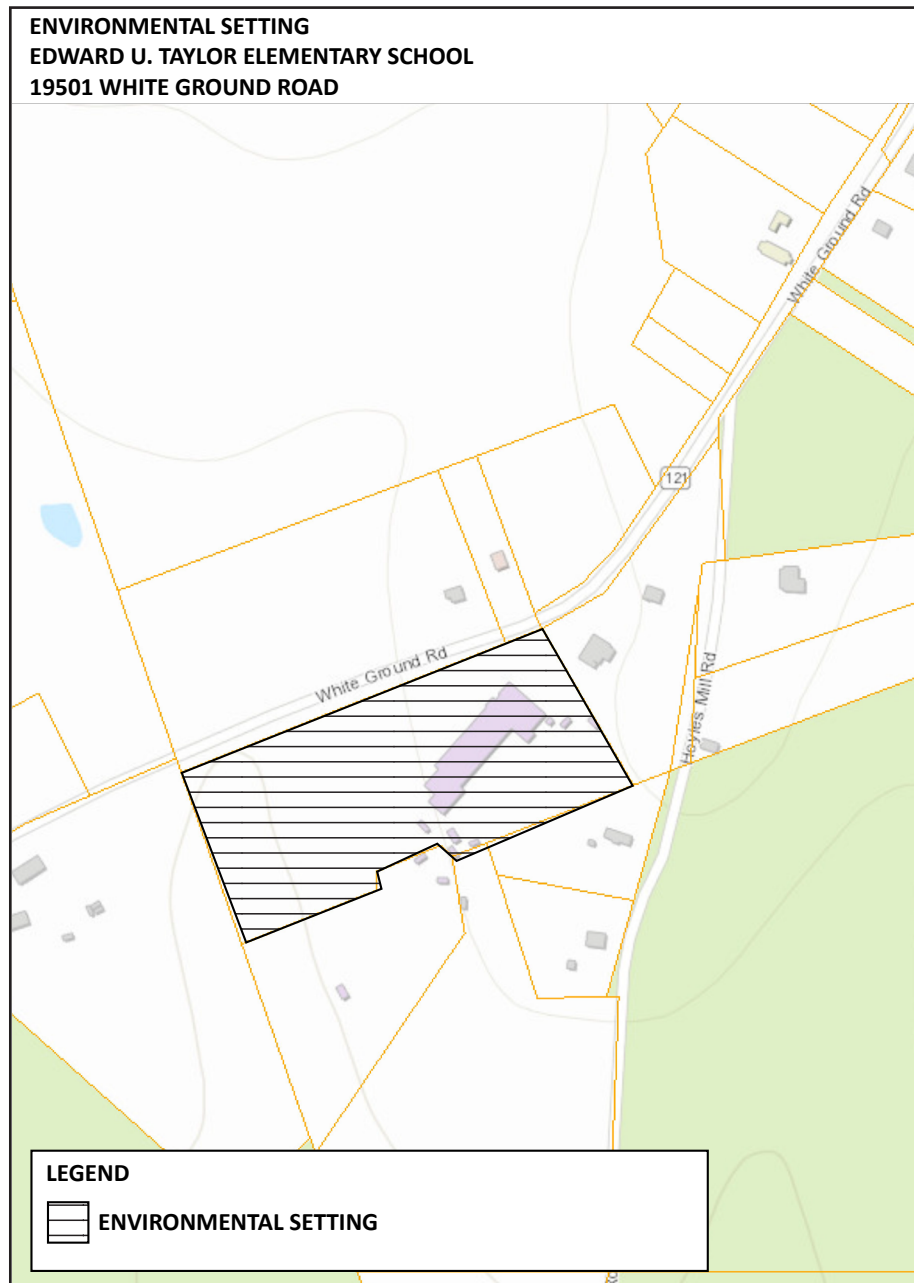 ENVIRONMENTAL SETTING
EDWARD U. TAYLOR ELEMENTARY SCHOOL
19501 WHITE GROUND ROAD
White Ground Rd
121
White Ground Rd
Hoyles Mill Rd
LEGEND
ENVIRONMENTAL SETTING